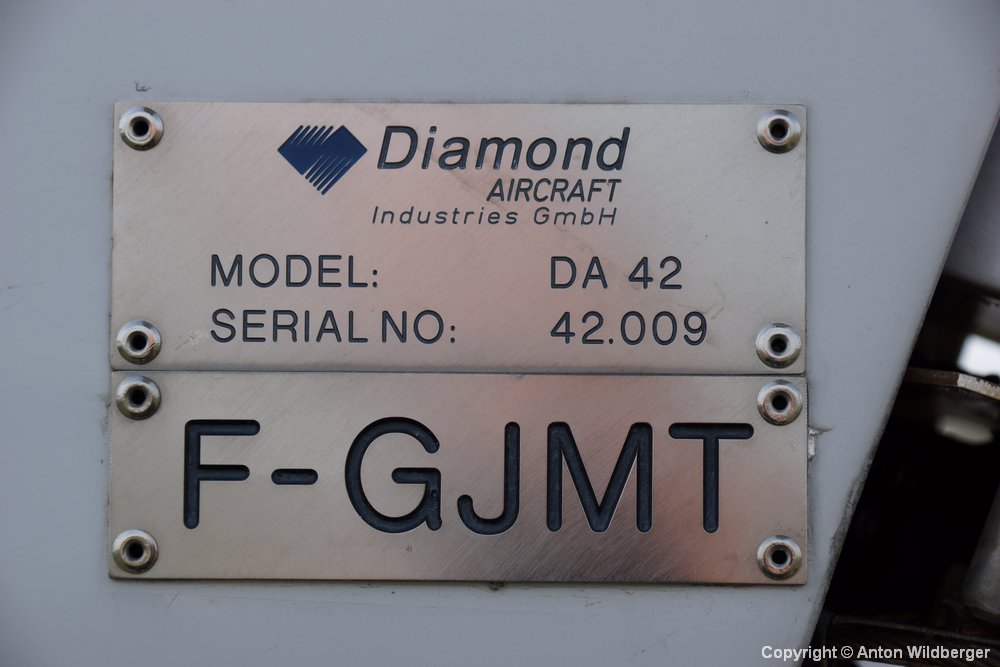 Diamond
AIRCRAFT
Industries GmbH
MODEL: DA 42
SERIAL NO: 42.009
F-GJMT
Copyright © Anton Wildberger